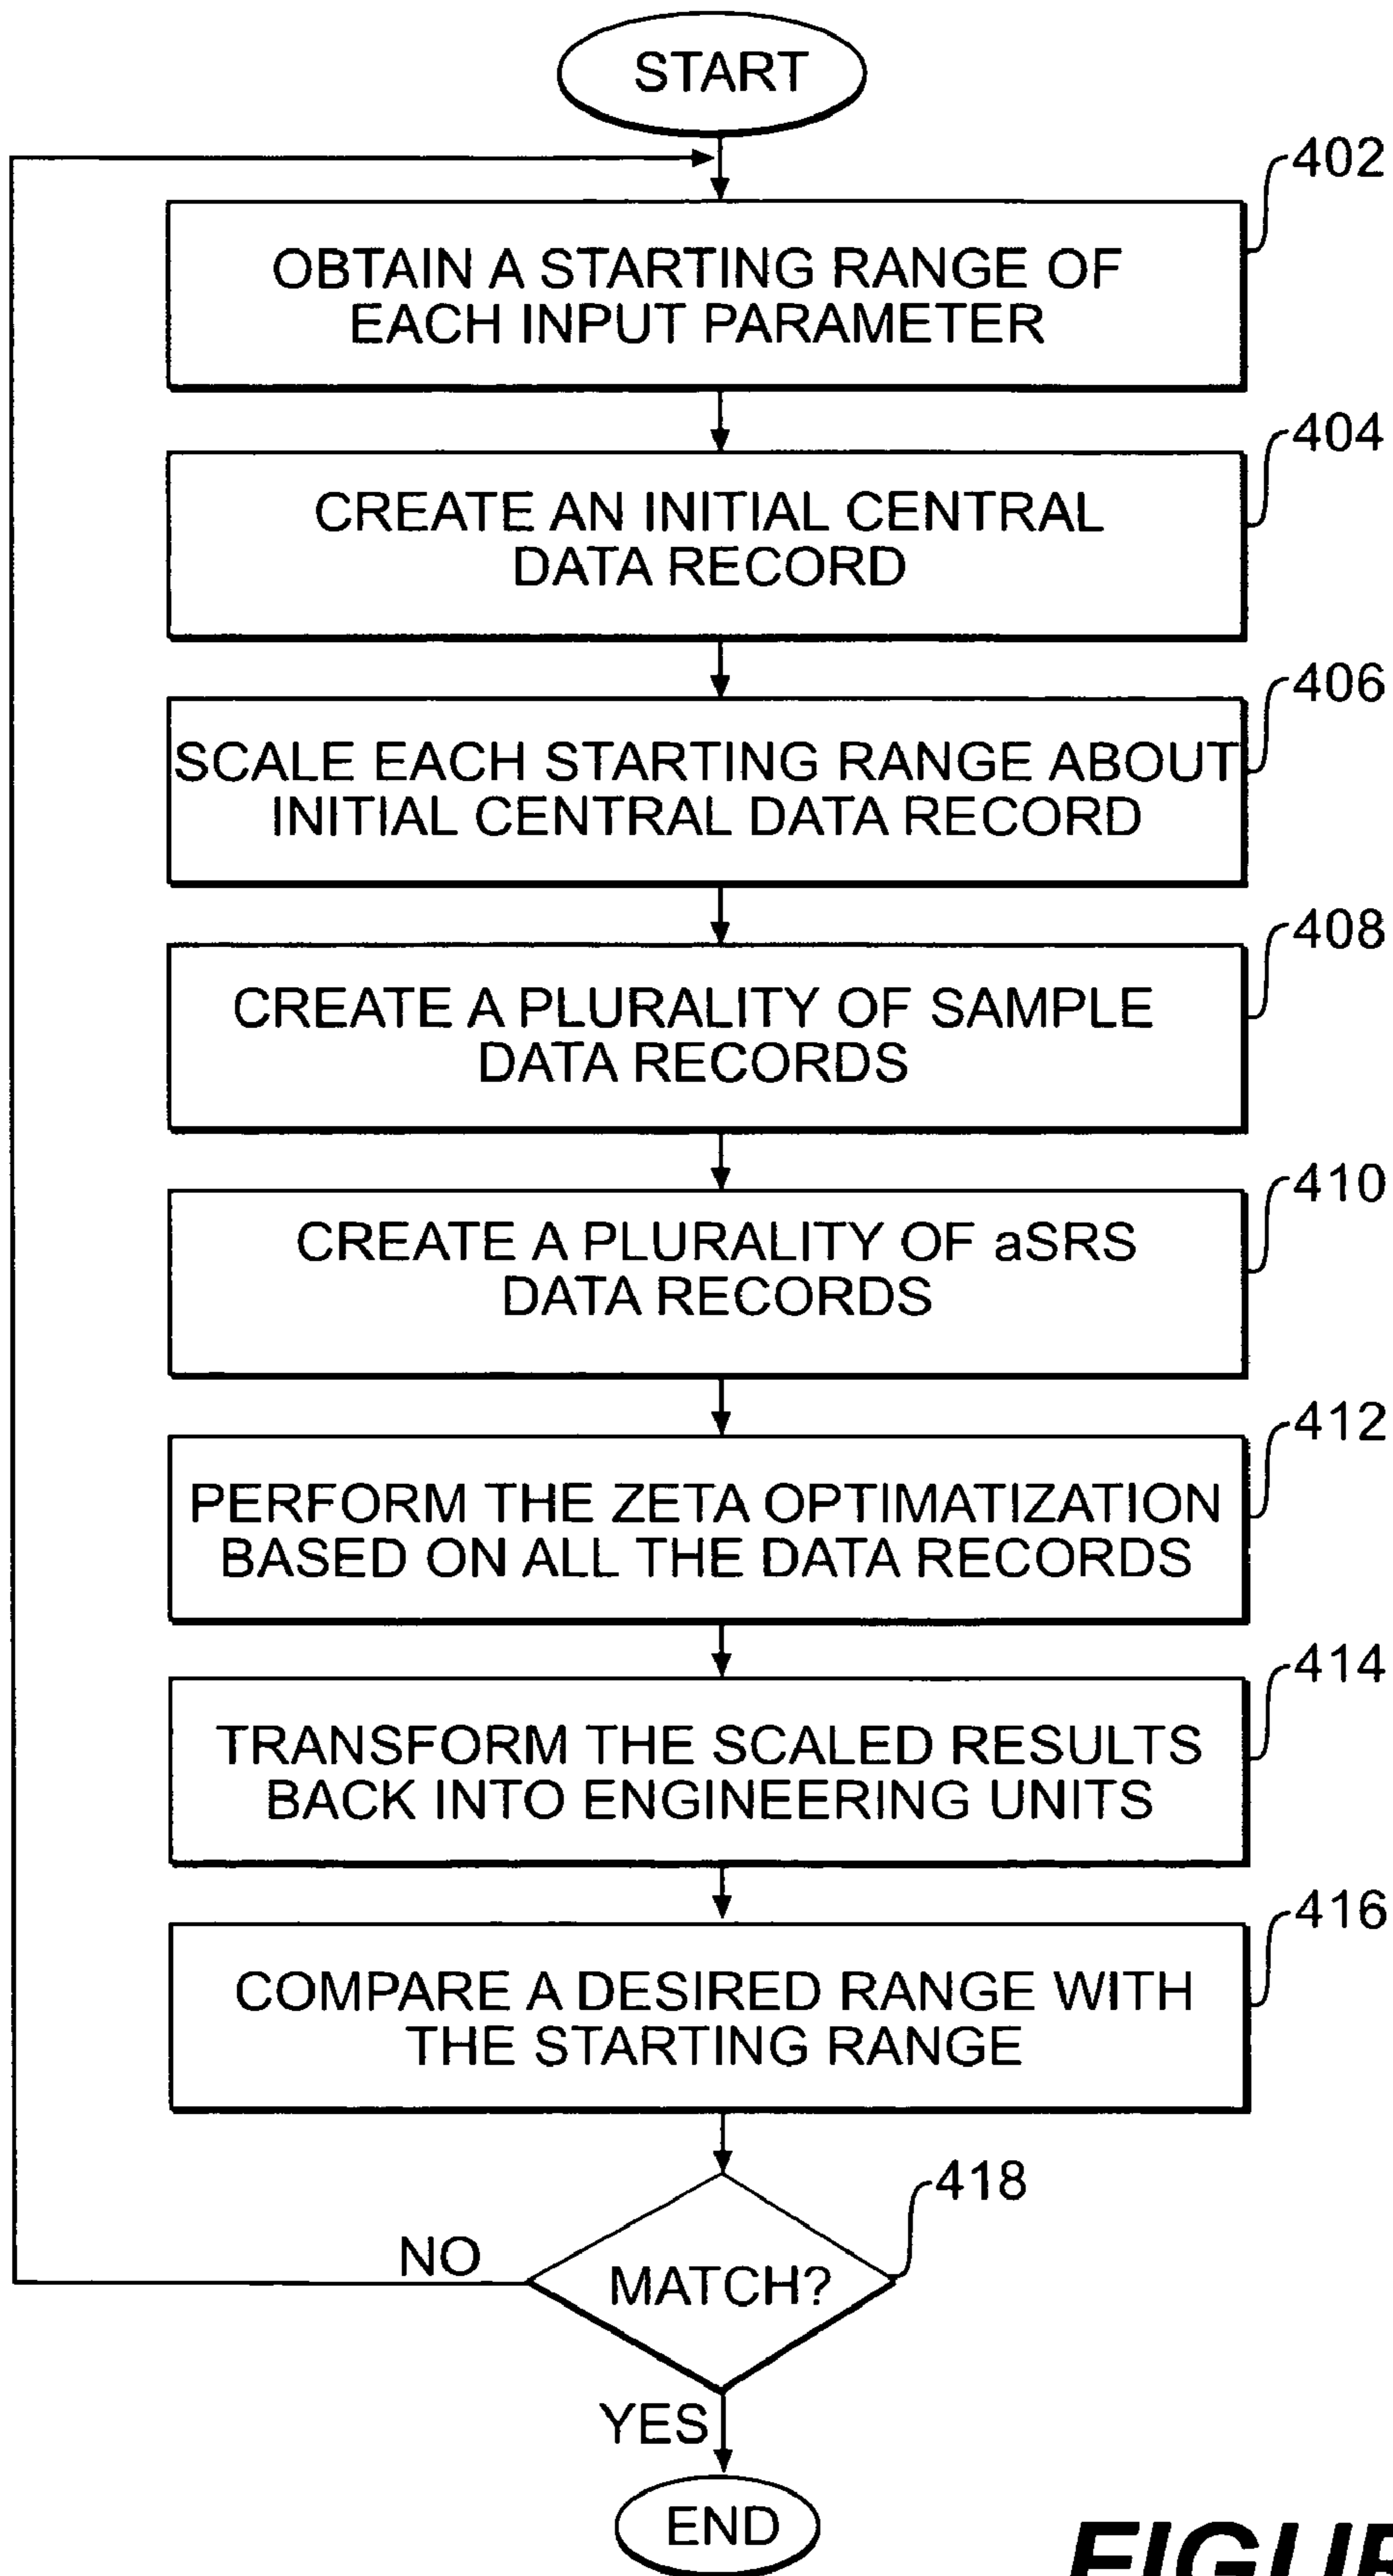 START
402
OBTAIN A STARTING RANGE OF
EACH INPUT PARAMETER
404
CREATE AN INITIAL CENTRAL
DATA RECORD
406
SCALE EACH STARTING RANGE ABOUT
INITIAL CENTRAL DATA RECORD
408
CREATE A PLURALITY OF SAMPLE
DATA RECORDS
410
CREATE A PLURALITY OF aSRS
DATA RECORDS
412
PERFORM THE ZETA OPTIMATIZATION
BASED ON ALL THE DATA RECORDS
414
TRANSFORM THE SCALED RESULTS
BACK INTO ENGINEERING UNITS
416
COMPARE A DESIRED RANGE WITH
THE STARTING RANGE
418
NO
MATCH?
YES
END